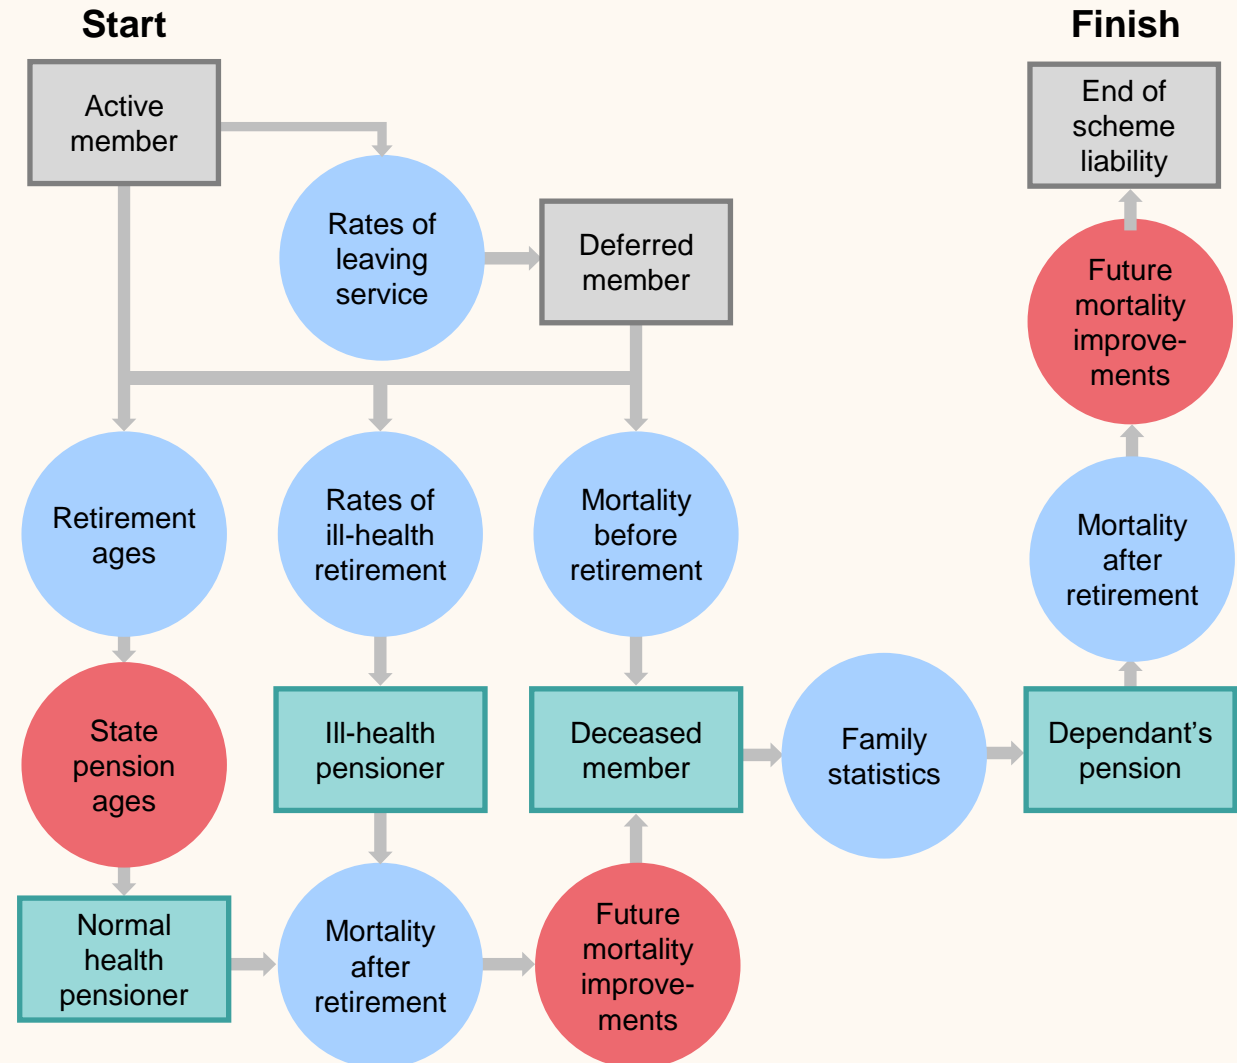 Start
Finish
Active
member
End of
scheme
liability
Rates of
leaving
service
Deferred
member
Future
mortality
improve-
ments
Retirement
ages
Rates of
ill-health
retirement
Mortality
before
retirement
Mortality
after
retirement
State
pension
ages
Ill-health
pensioner
Deceased
member
Family
statistics
Dependant’s
pension
Normal
health
pensioner
Mortality
after
retirement
Future
mortality
improve-
ments